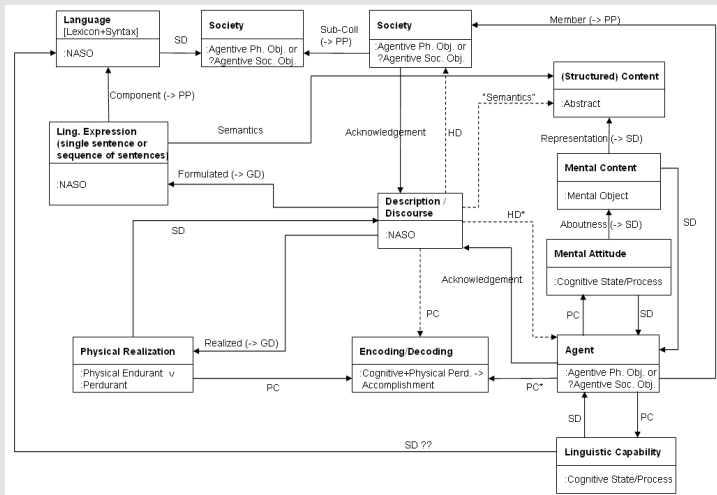 Language
[Lexicon+Syntax]
:NASO
SD
Society
:Agentive Ph. Obj. or
?Agentive Soc. Obj.
Sub-Coll
(-> PP)
Society
:Agentive Ph. Obj. or
?Agentive Soc. Obj.
Member (-> PP)
(Structured) Content
:Abstract
Component (-> PP)
"Semantics"
Ling. Expression
(single sentence or
sequence of sentences)
:NASO
Semantics
Acknowledgement
HD
Representation (-> SD)
Mental Content
:Mental Object
Formulated (-> GD)
Description /
Discourse
:NASO
HD*
Aboutness (-> SD)
SD
SD
Mental Attitude
:Cognitive State/Process
Acknowledgement
PC
PC
SD
Realized (-> GD)
Physical Realization
:Physical Endurant v
:Perdurant
PC
Encoding/Decoding
:Cognitive+Physical Perd. ->
Accomplishment
PC*
Agent
:Agentive Ph. Obj. or
?Agentive Soc. Obj.
SD
PC
SD ??
Linguistic Capability
:Cognitive State/Process